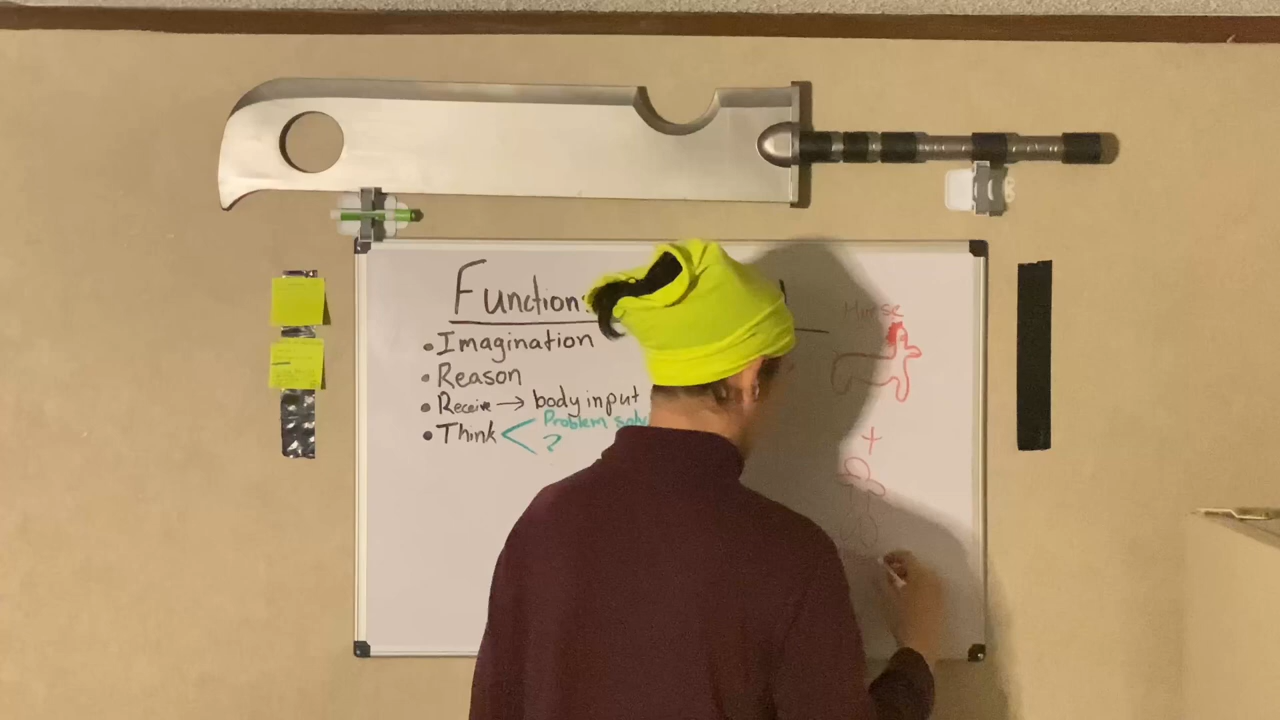 Function
• Imagination
• Reason
• Receive → body input
• Think < Problem solv
?
Horse
+